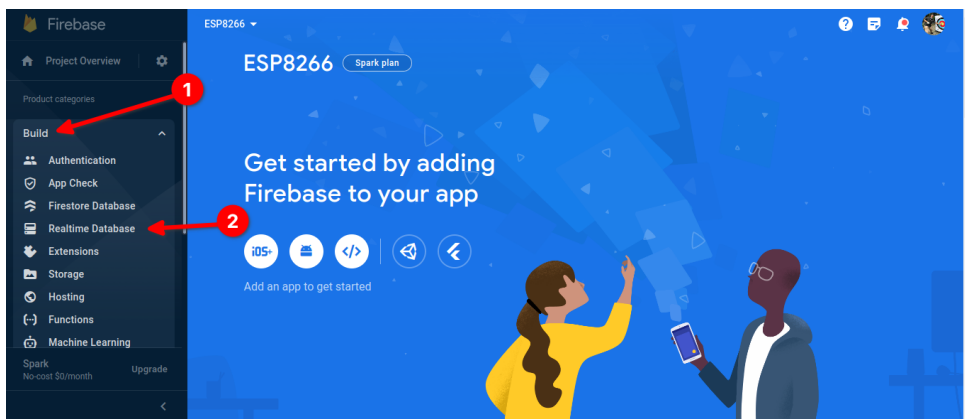 Firebase
Project Overview
Product categories
Build
Authentication
App Check
Firestore Database
Realtime Database
Extensions
Storage
Hosting
Functions
Machine Learning
Spark
No-cost $0/month
Upgrade
1
2
ESP8266
ESP8266 Spark plan
Get started by adding
Firebase to your app
iOS+
Add an app to get started